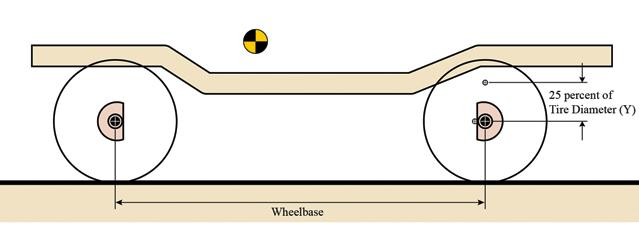 25 percent of
Tire Diameter (Y)
Wheelbase